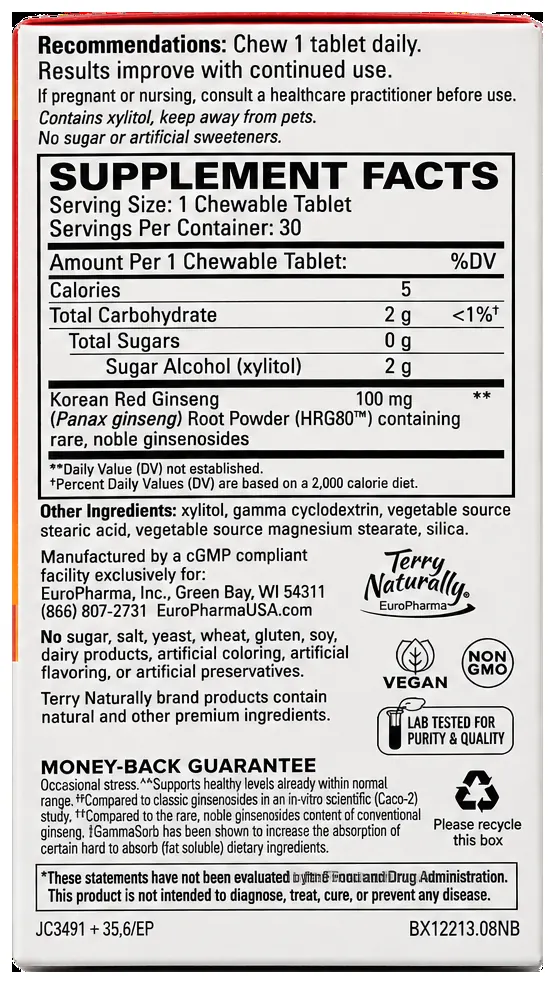 Recommendations: Chew 1 tablet daily.
Results improve with continued use.
If pregnant or nursing, consult a healthcare practitioner before use.
Contains xylitol, keep away from pets.
No sugar or artificial sweeteners.
SUPPLEMENT FACTS
Serving Size: 1 Chewable Tablet
Servings Per Container: 30
Amount Per 1 Chewable Tablet: %DV
Calories 5
Total Carbohydrate 2 g <1%†
Total Sugars 0 g
Sugar Alcohol (xylitol) 2 g
Korean Red Ginseng 100 mg **
(Panax ginseng) Root Powder (HRG80™) containing
rare, noble ginsenosides
**Daily Value (DV) not established.
†Percent Daily Values (DV) are based on a 2,000 calorie diet.
Other Ingredients: xylitol, gamma cyclodextrin, vegetable source
stearic acid, vegetable source magnesium stearate, silica.
Manufactured by a cGMP compliant
facility exclusively for:
EuroPharma, Inc., Green Bay, WI 54311
(866) 807-2731 EuroPharmaUSA.com
Terry
Naturally®
EuroPharma
No sugar, salt, yeast, wheat, gluten, soy,
dairy products, artificial coloring, artificial
flavoring, or artificial preservatives.
VEGAN
NON
GMO
Terry Naturally brand products contain
natural and other premium ingredients.
LAB TESTED FOR
PURITY & QUALITY
MONEY-BACK GUARANTEE
Occasional stress. ^^Supports healthy levels already within normal
range. ‡‡Compared to classic ginsenosides in an in-vitro scientific (Caco-2)
study. ††Compared to the rare, noble ginsenosides content of conventional
ginseng. ‡GammaSorb has been shown to increase the absorption of
certain hard to absorb (fat soluble) dietary ingredients.
Please recycle
this box
*These statements have not been evaluated Food and Drug Administration.
This product is not intended to diagnose, treat, cure, or prevent any disease.
JC3491 + 35,6/EP BX12213.08NB